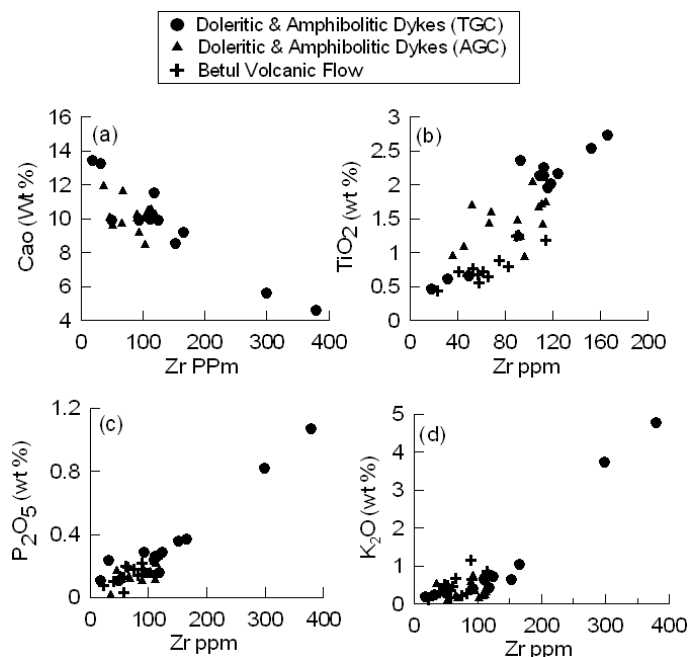 Doleritic & Amphibolitic Dykes (TGC)
Doleritic & Amphibolitic Dykes (AGC)
Betul Volcanic Flow
(a)
Cao (Wt %)
16
14
12
10
8
6
4
0 100 200 300 400
Zr PPm
(b)
TiO2 (wt %)
3
2.5
2
1.5
1
0.5
0
0 40 80 120 160 200
Zr ppm
(c)
P2O5 (wt %)
1.2
0.8
0.4
0
0 100 200 300 400
Zr ppm
(d)
K2O (wt %)
5
4
3
2
1
0
0 100 200 300 400
Zr ppm